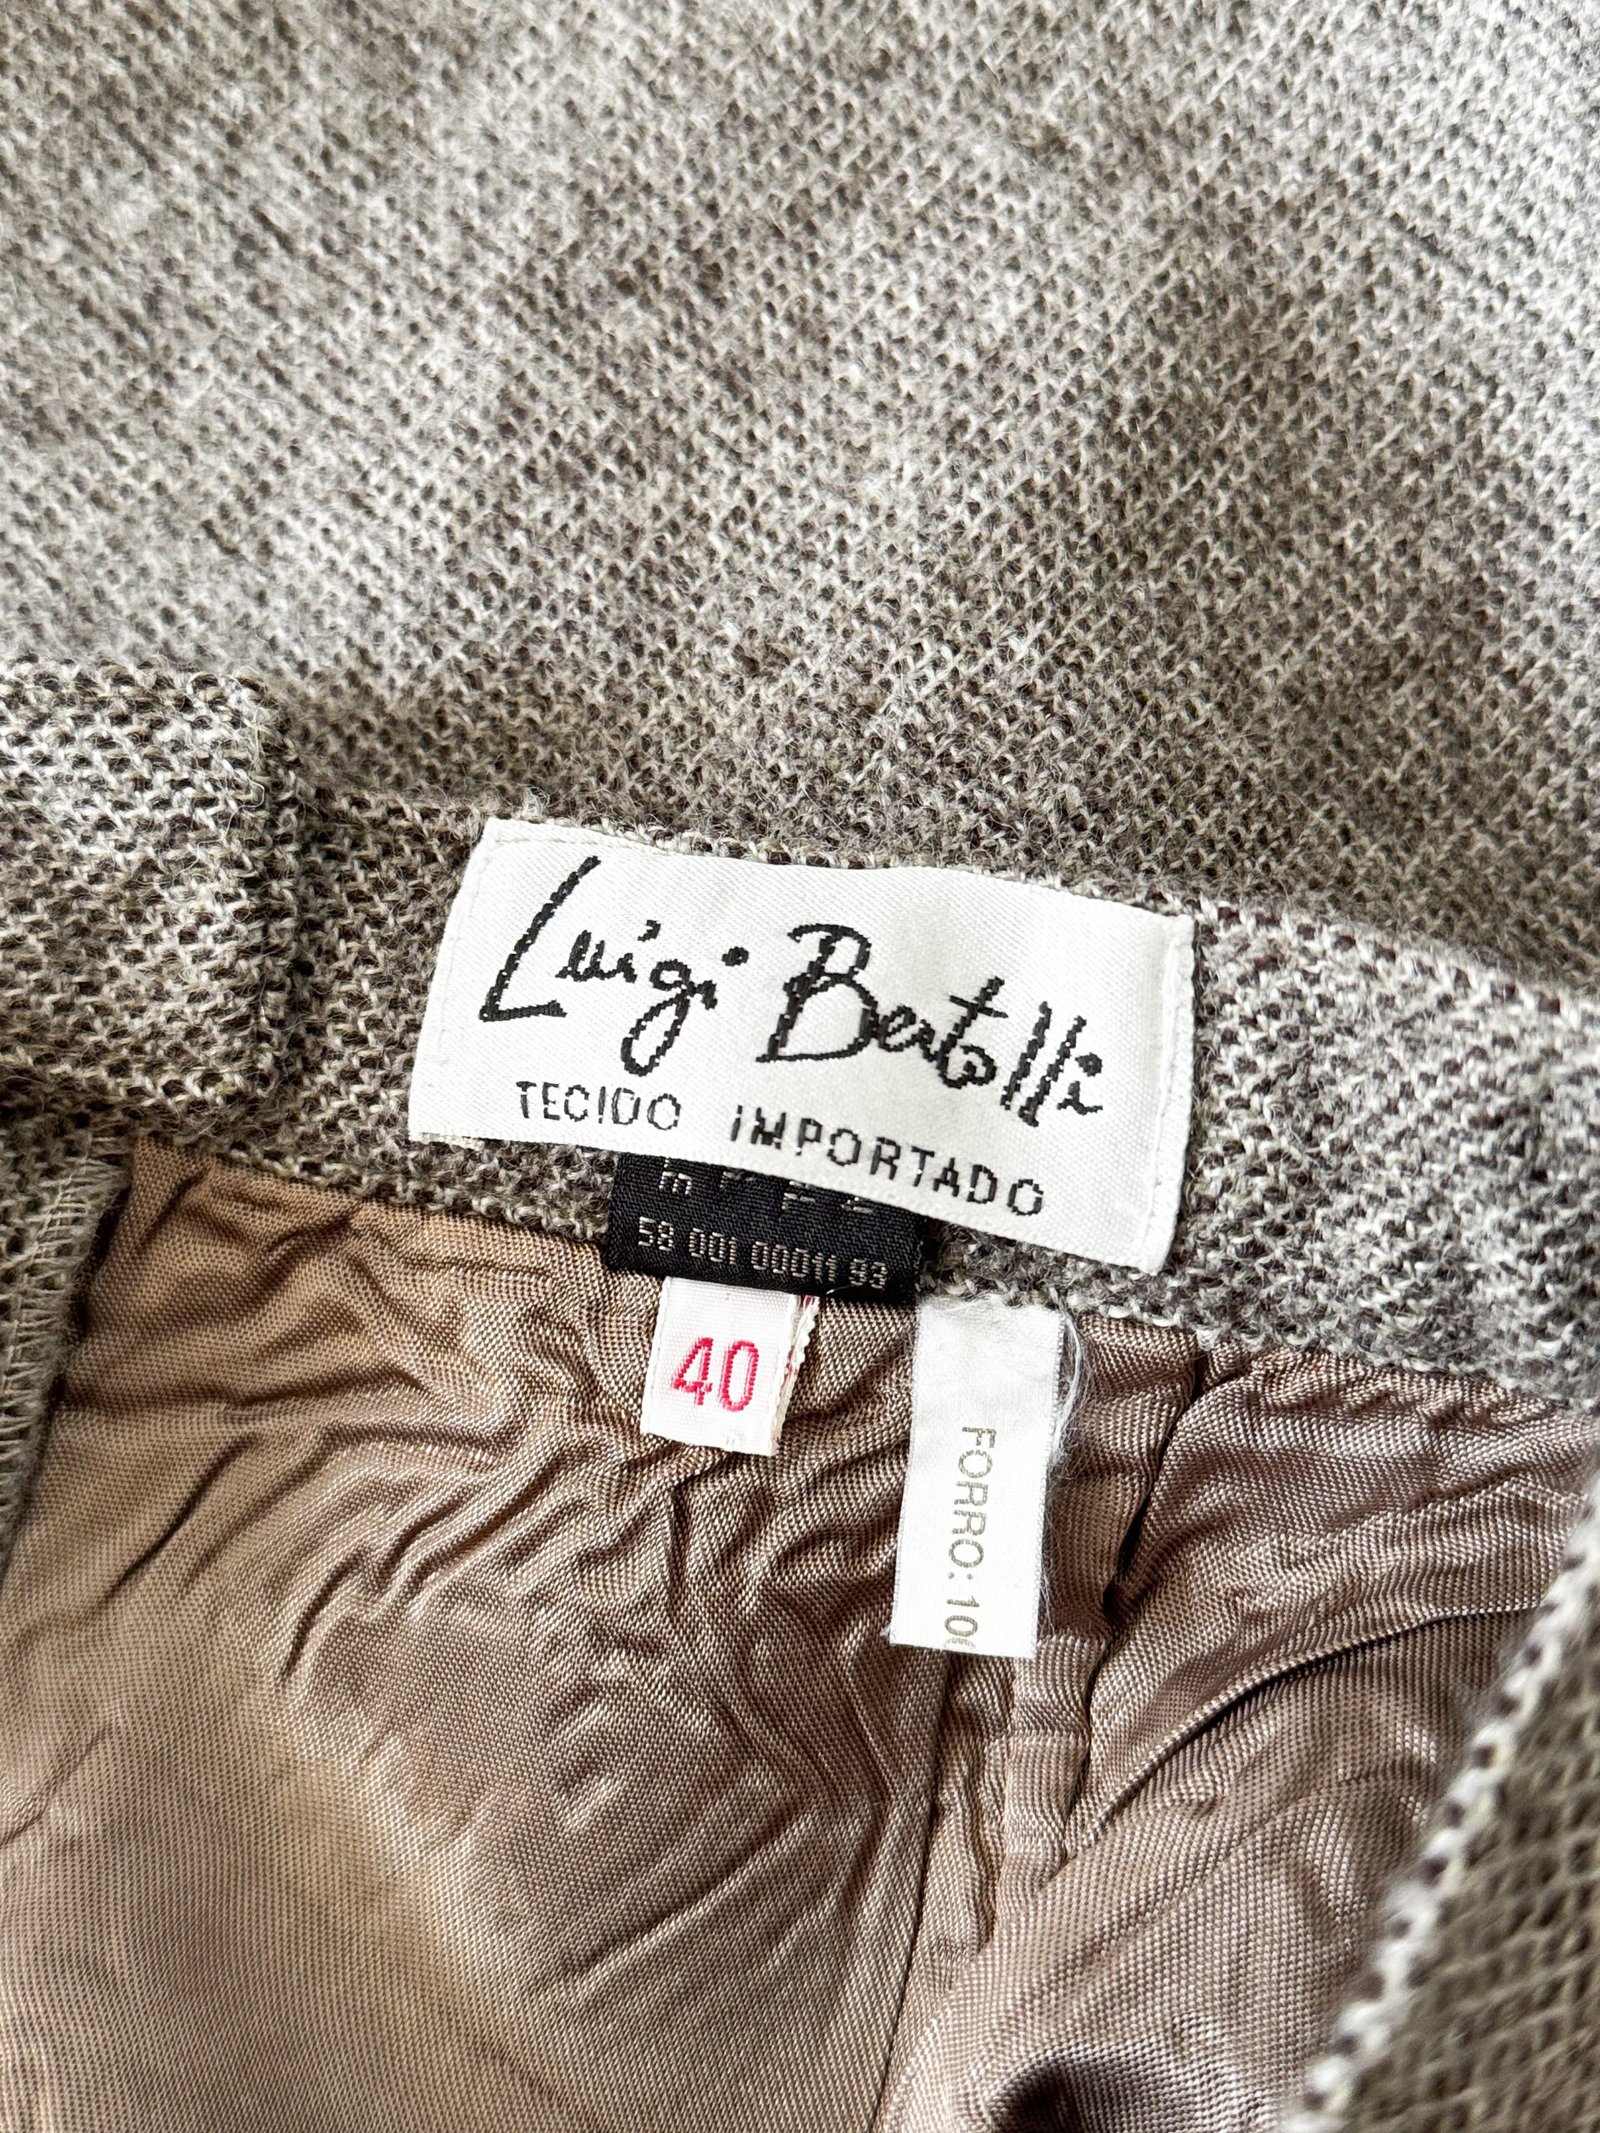 Luigi Bertolli
TECIDO IMPORTADO
58 001 00011 93
40
FORRO: 10